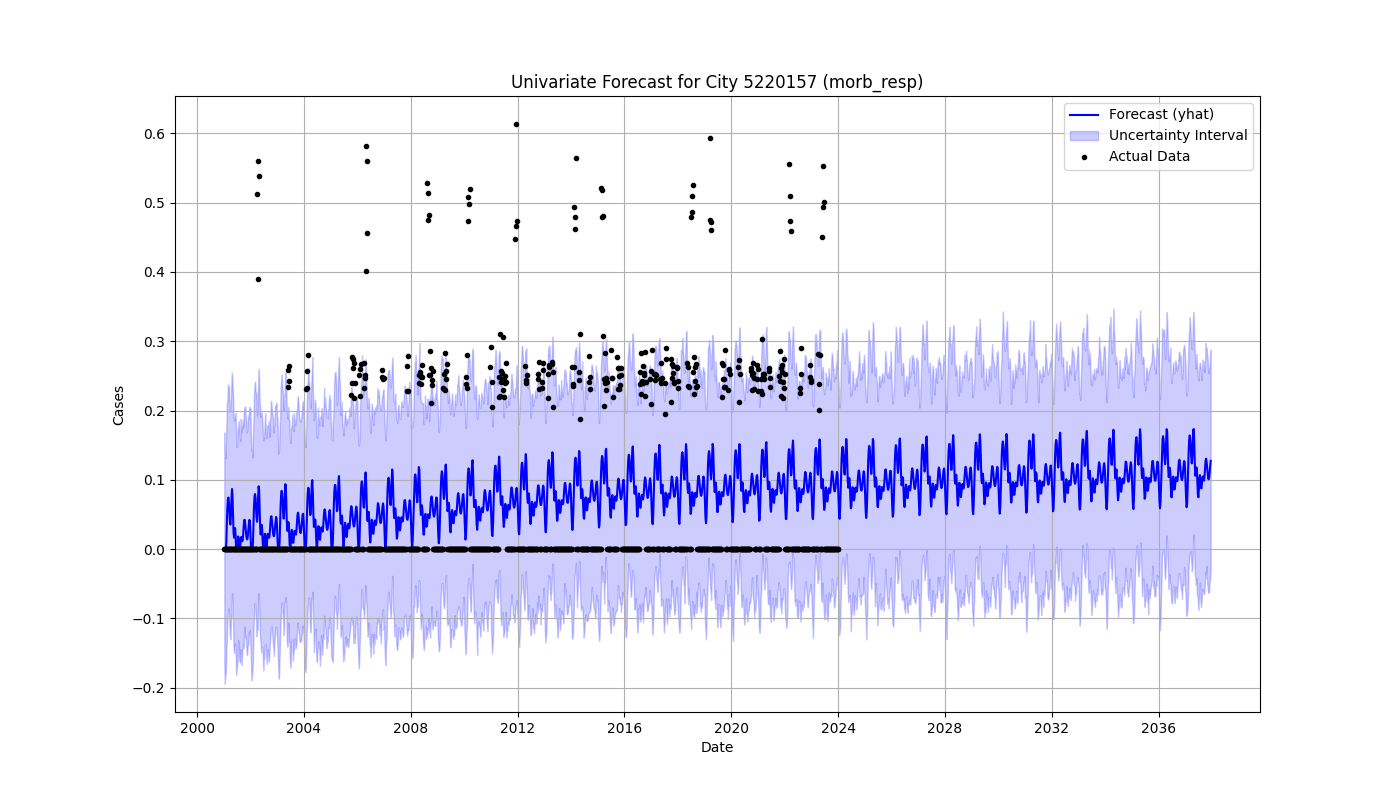 Univariate Forecast for City 5220157 (morb_resp)
Forecast (yhat)
Uncertainty Interval
Actual Data
Cases
0.6
0.5
0.4
0.3
0.2
0.1
0.0
−0.1
−0.2
2000 2004 2008 2012 2016 2020 2024 2028 2032 2036
Date